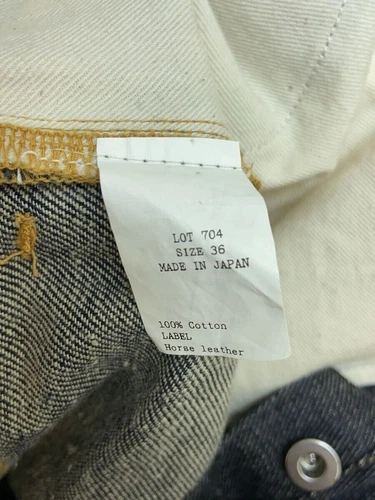 LOT 704
SIZE 36
MADE IN JAPAN
100% Cotton
LABEL
Horse leather